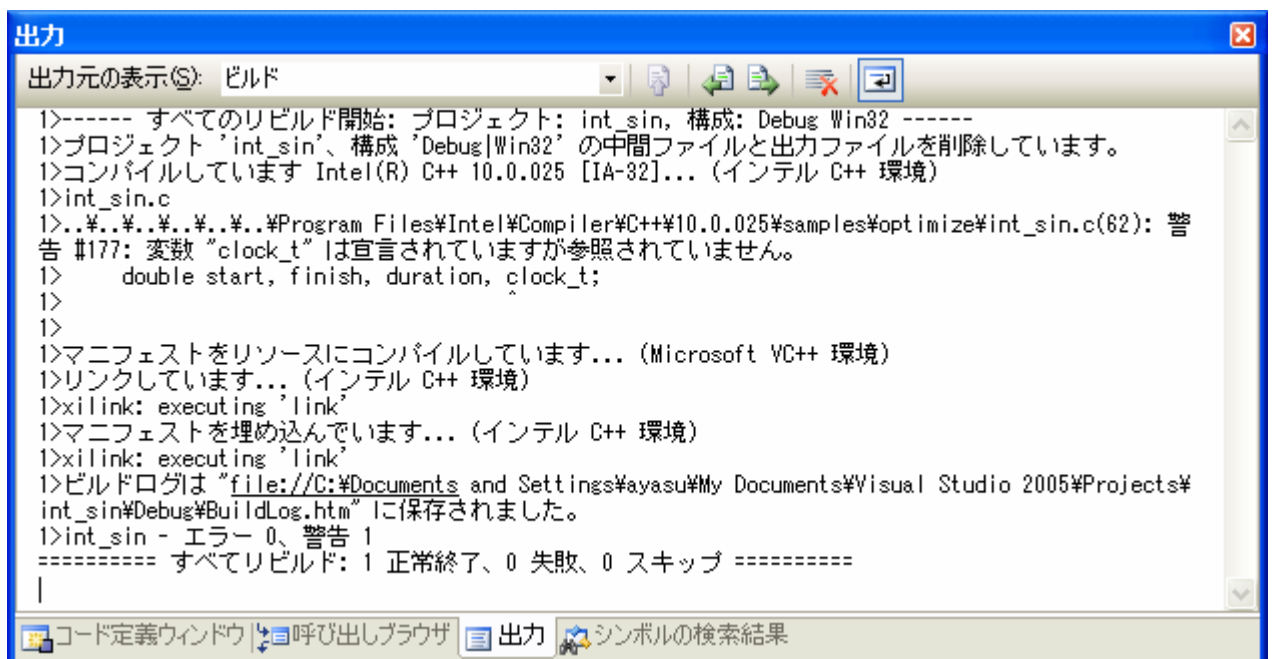 出力
出力元の表示(S): ビルド
1>------ すべてのリビルド開始: プロジェクト: int_sin, 構成: Debug Win32 ------
1>プロジェクト 'int_sin'、構成 'Debug|Win32' の中間ファイルと出力ファイルを削除しています。
1>コンパイルしています Intel(R) C++ 10.0.025 [IA-32]... (インテル C++ 環境)
1>int_sin.c
1>..¥..¥..¥..¥..¥..¥Program Files¥Intel¥Compiler¥C++¥10.0.025¥samples¥optimize¥int_sin.c(62): 警
告 #177: 変数 "clock_t" は宣言されていますが参照されていません。
1>     double start, finish, duration, clock_t;
1>                                     ^
1>
1>マニフェストをリソースにコンパイルしています... (Microsoft VC++ 環境)
1>リンクしています... (インテル C++ 環境)
1>xilink: executing 'link'
1>マニフェストを埋め込んでいます... (インテル C++ 環境)
1>xilink: executing 'link'
1>ビルドログは "file://C:¥Documents and Settings¥ayasu¥My Documents¥Visual Studio 2005¥Projects¥
int_sin¥Debug¥BuildLog.htm" に保存されました。
1>int_sin - エラー 0、警告 1
========== すべてリビルド: 1 正常終了、0 失敗、0 スキップ ==========
コード定義ウィンドウ 呼び出しブラウザ 出力 シンボルの検索結果